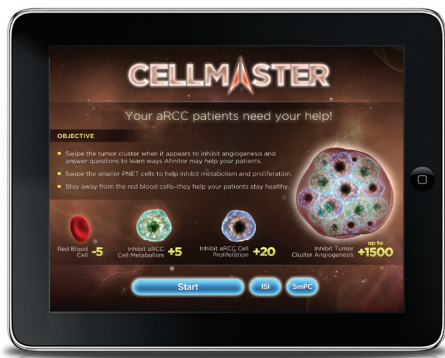 CELLMASTER
Your aRCC patients need your help!
OBJECTIVE
Swipe the tumor cluster when it appears to inhibit angiogenesis and
answer quesitons to learn ways Afinitor may help your patients.
Swipe the smaller PNET cells to help inhibit metabolism and proliferation.
Stay away from the red blood cells–they help your patients stay healthy.
Red Blood
Cell
-5
Inhibit aRCC
Cell Metabolism
+5
Inhibit aRCC Cell
Proliferation
+20
Inhibit Tumor
Cluster Angiogenesis
up to
+1500
Start
ISI
SmPC